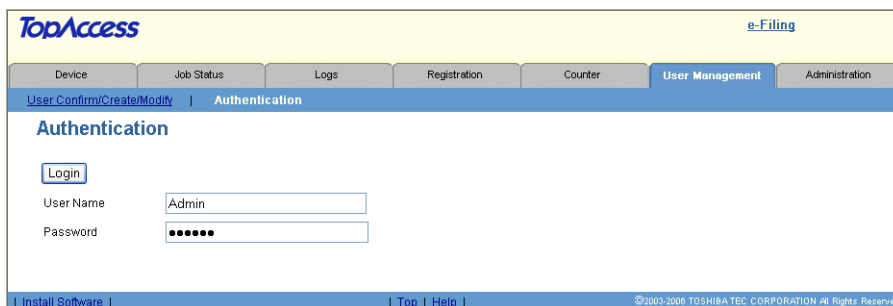 TopAccess
e-Filing
Device Job Status Logs Registration Counter User Management Administration
User Confirm/Create/Modify | Authentication
Authentication
Login
User Name Admin
Password ●●●●●●
| Install Software | | Top | Help | ©2003-2006 TOSHIBA TEC CORPORATION All Rights Reserve